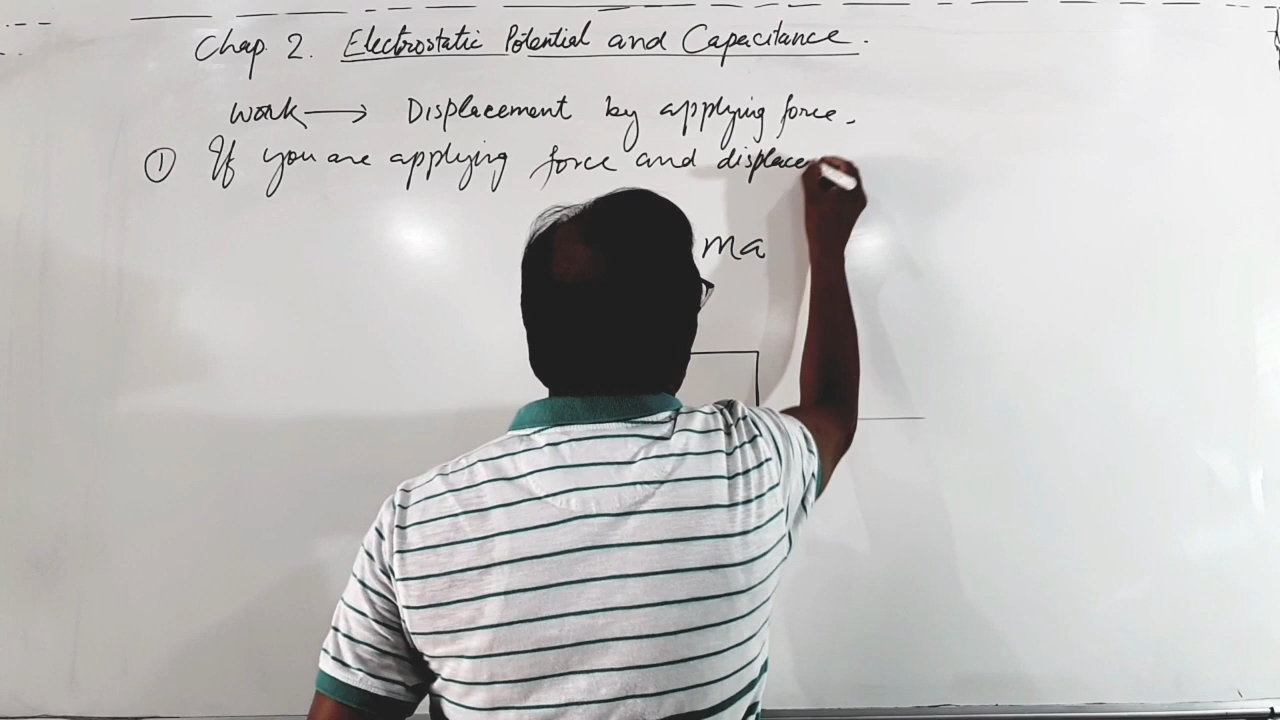 Chap 2. Electrostatic Potential and Capacitance.
Work → Displacement by applying force.
① If you are applying force and displace
ma